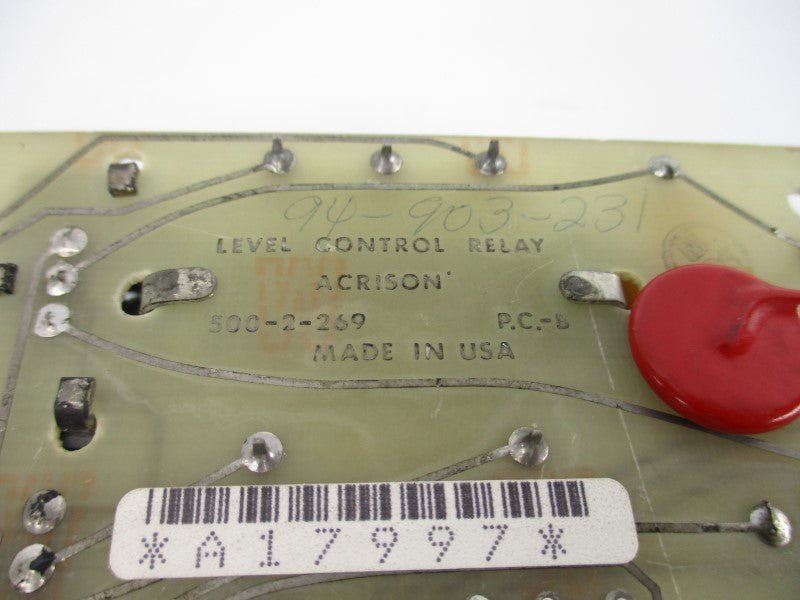 94-903-231
LEVEL CONTROL RELAY
ACRISON
500-2-269 P.C.-B
MADE IN USA
*A17997*